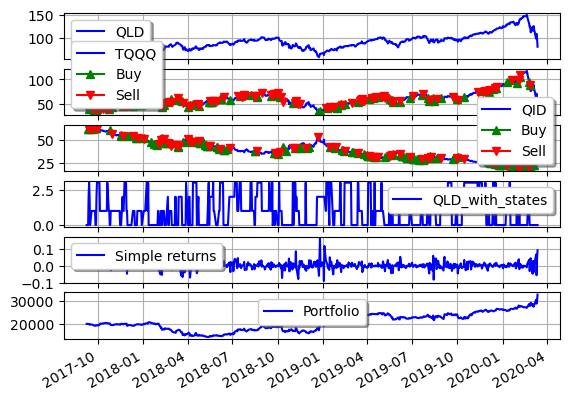 150
100
QLD
TQQQ
Buy
Sell
100
50
QID
Buy
Sell
50
25
2.5
0.0
QLD_with_states
0.1
0.0
−0.1
Simple returns
30000
20000
Portfolio
2017-10
2018-01
2018-04
2018-07
2018-10
2019-01
2019-04
2019-07
2019-10
2020-01
2020-04